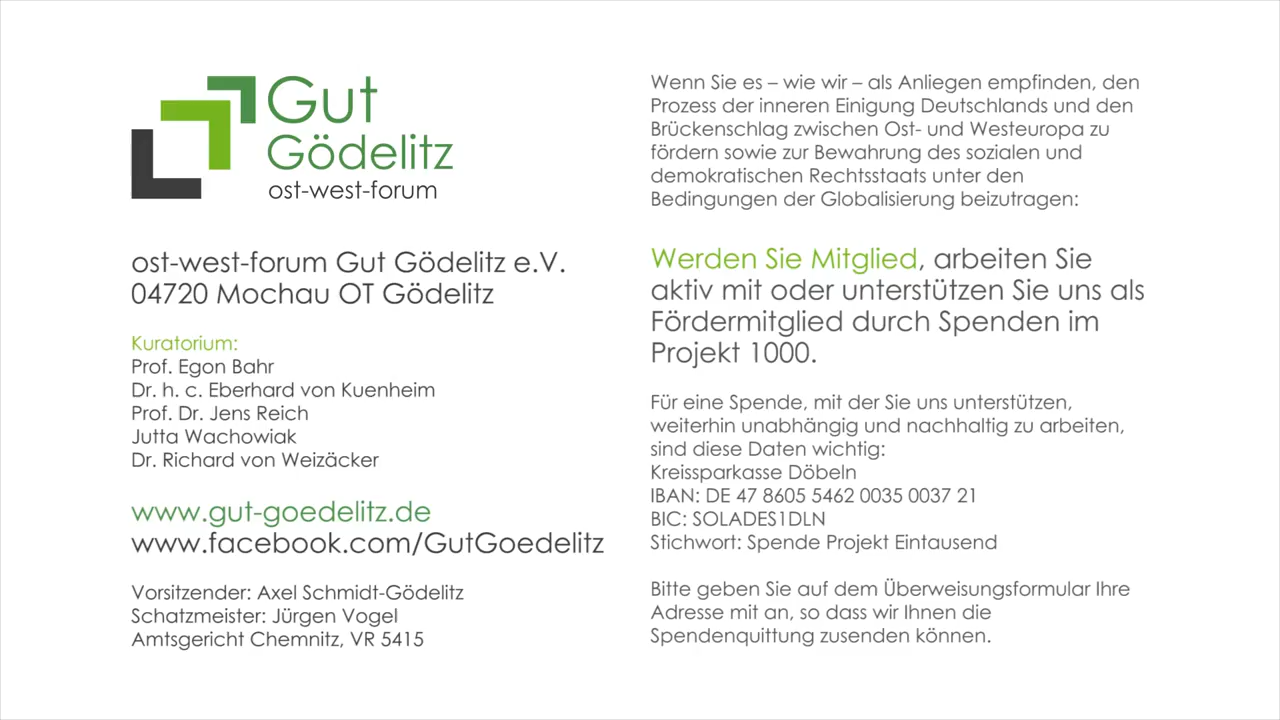 Gut
Gödelitz
ost-west-forum
ost-west-forum Gut Gödelitz e.V.
04720 Mochau OT Gödelitz
Kuratorium:
Prof. Egon Bahr
Dr. h. c. Eberhard von Kuenheim
Prof. Dr. Jens Reich
Jutta Wachowiak
Dr. Richard von Weizäcker
www.gut-goedelitz.de
www.facebook.com/GutGoedelitz
Vorsitzender: Axel Schmidt-Gödelitz
Schatzmeister: Jürgen Vogel
Amtsgericht Chemnitz, VR 5415
Wenn Sie es – wie wir – als Anliegen empfinden, den
Prozess der inneren Einigung Deutschlands und den
Brückenschlag zwischen Ost- und Westeuropa zu
fördern sowie zur Bewahrung des sozialen und
demokratischen Rechtsstaats unter den
Bedingungen der Globalisierung beizutragen:
Werden Sie Mitglied, arbeiten Sie
aktiv mit oder unterstützen Sie uns als
Fördermitglied durch Spenden im
Projekt 1000.
Für eine Spende, mit der Sie uns unterstützen,
weiterhin unabhängig und nachhaltig zu arbeiten,
sind diese Daten wichtig:
Kreissparkasse Döbeln
IBAN: DE 47 8605 5462 0035 0037 21
BIC: SOLADES1DLN
Stichwort: Spende Projekt Eintausend
Bitte geben Sie auf dem Überweisungsformular Ihre
Adresse mit an, so dass wir Ihnen die
Spendenquittung zusenden können.